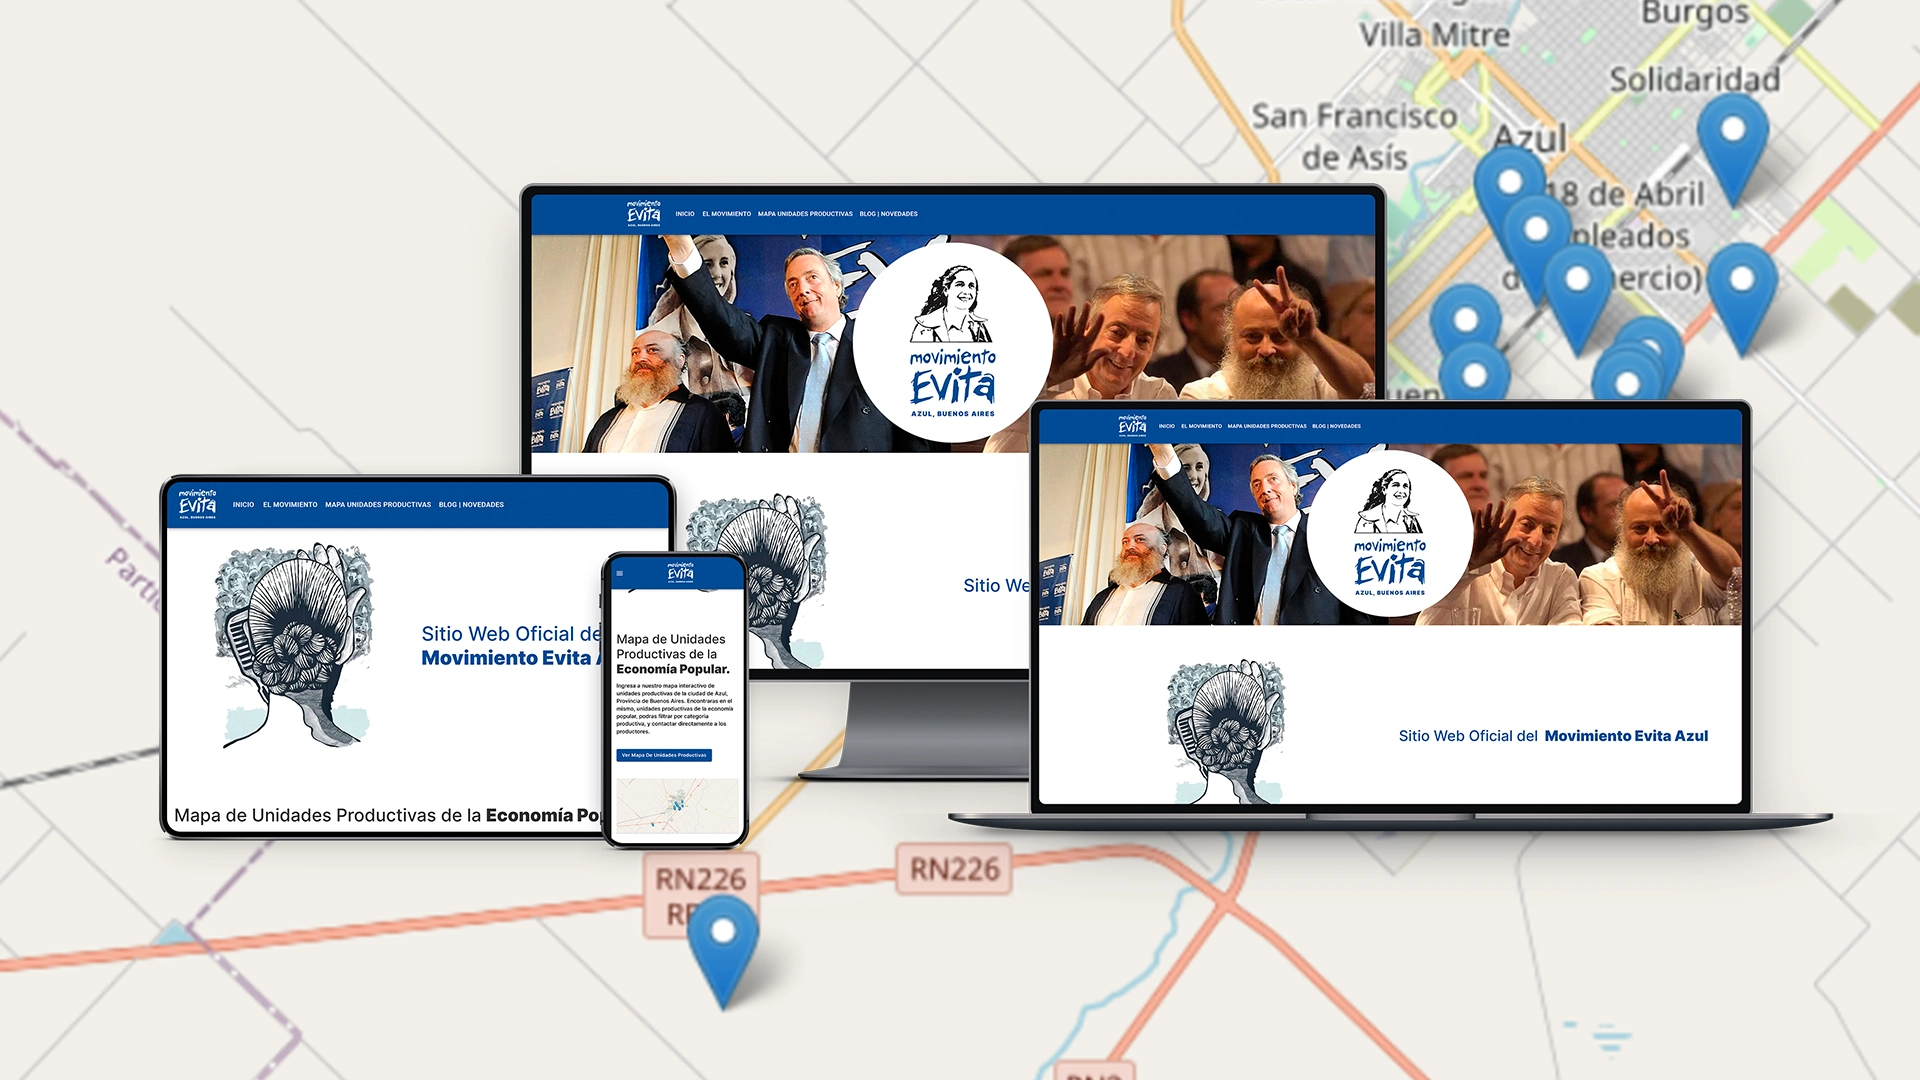 Burgos
Villa Mitre
Solidaridad
San Francisco
de Asís
Azul
18 de Abril
pleados
ercio)
uen
movimiento
Evita
AZUL, BUENOS AIRES
INICIO EL MOVIMIENTO MAPA UNIDADES PRODUCTIVAS BLOG | NOVEDADES
movimiento
Evita
AZUL, BUENOS AIRES
Sitio We
movimiento
Evita
INICIO EL MOVIMIENTO MAPA UNIDADES PRODUCTIVAS BLOG | NOVEDADES
movimiento
Evita
AZUL, BUENOS AIRES
Sitio Web Oficial del Movimiento Evita Azul
movimiento
Evita
AZUL, BUENOS AIRES
INICIO EL MOVIMIENTO MAPA UNIDADES PRODUCTIVAS BLOG | NOVEDADES
Sitio Web Oficial de
Movimiento Evita
Mapa de Unidades Productivas de la Economía Po
movimiento
Evita
Mapa de Unidades
Productivas de la
Economía Popular.
Ingresa a nuestro mapa interactivo de
unidades productivas de la ciudad de Azul,
Provincia de Buenos Aires. Encontraras en el
mismo, unidades productivas de la economía
popular, podras filtrar por categoria
productiva, y contactar directamente a los
productores.
Ver Mapa De Unidades Productivas
Partid
RN226
RN226
RN3